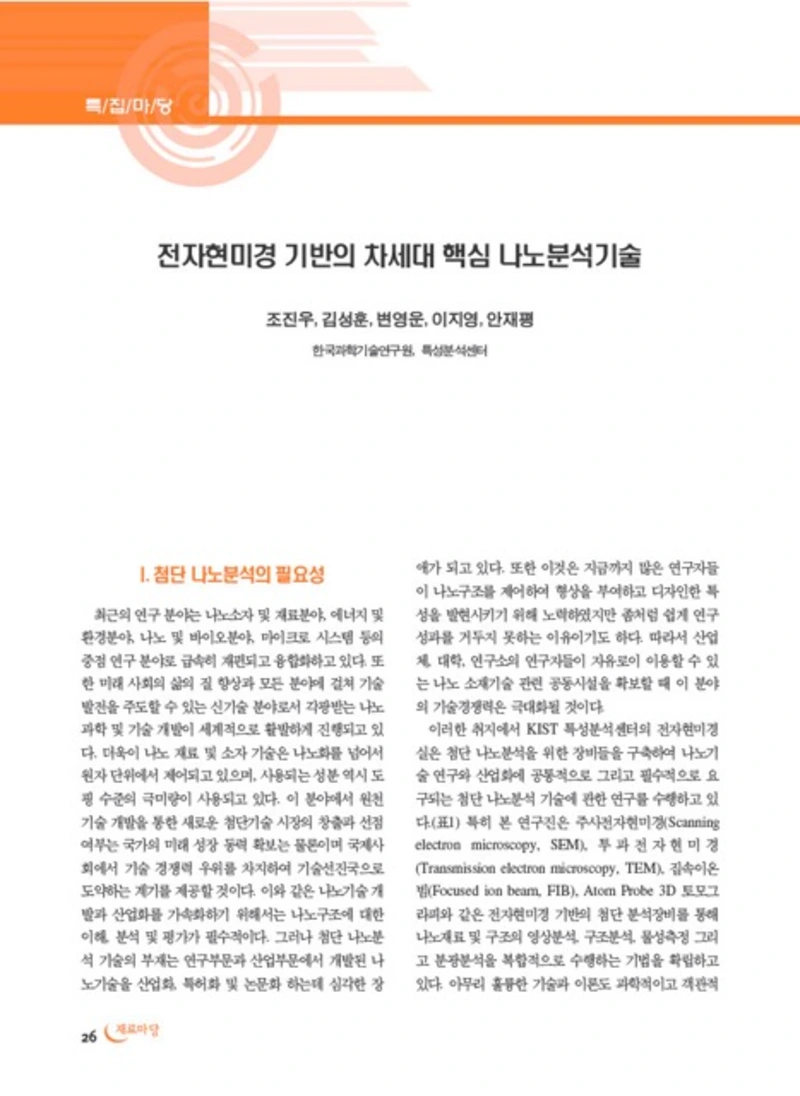 특/집/마/당
전자현미경 기반의 차세대 핵심 나노분석기술
조진우, 김성훈, 변영운, 이지영, 안재평
한국과학기술연구원, 특성분석센터
I. 첨단 나노분석의 필요성
최근의 연구 분야는 나노소자 및 재료분야, 에너지 및
환경분야, 나노 및 바이오분야, 마이크로 시스템 등의
중점 연구 분야로 급속히 재편되고 융합화하고 있다. 또
한 미래 사회의 삶의 질 향상과 모든 분야에 걸쳐 기술
발전을 주도할 수 있는 신기술 분야로서 각광받는 나노
과학 및 기술 개발이 세계적으로 활발하게 진행되고 있
다. 더욱이 나노 재료 및 소자 기술은 나노화를 넘어서
원자 단위에서 제어되고 있으며, 사용되는 성분 역시 도
핑 수준의 극미량이 사용되고 있다. 이 분야에서 원천
기술 개발을 통한 새로운 첨단기술 시장의 창출과 선점
여부는 국가의 미래 성장 동력 확보는 물론이며 국제사
회에서 기술 경쟁력 우위를 차지하여 기술선진국으로
도약하는 계기를 제공할 것이다. 이와 같은 나노기술 개
발과 산업화를 가속화하기 위해서는 나노구조에 대한
이해, 분석 및 평가가 필수적이다. 그러나 첨단 나노분
석 기술의 부재는 연구부문과 산업부문에서 개발된 나
노기술을 산업화, 특허화 및 논문화 하는데 심각한 장
애가 되고 있다. 또한 이것은 지금까지 많은 연구자들
이 나노구조를 제어하여 형상을 부여하고 디자인한 특
성을 발현시키기 위해 노력하였지만 좀처럼 쉽게 연구
성과를 거두지 못하는 이유이기도 하다. 따라서 산업
체, 대학, 연구소의 연구자들이 자유로이 이용할 수 있
는 나노 소재기술 관련 공동시설을 확보할 때 이 분야
의 기술경쟁력은 극대화될 것이다.
이러한 취지에서 KIST 특성분석센터의 전자현미경
실은 첨단 나노분석을 위한 장비들을 구축하여 나노기
술 연구와 산업화에 공통적으로 그리고 필수적으로 요
구되는 첨단 나노분석 기술에 관한 연구를 수행하고 있
다.(표1) 특히 본 연구진은 주사전자현미경(Scanning
electron microscopy, SEM), 투과전자현미경
(Transmission electron microscopy, TEM), 집속이온
빔(Focused ion beam, FIB), Atom Probe 3D 토모그
라피와 같은 전자현미경 기반의 첨단 분석장비를 통해
나노재료 및 구조의 영상분석, 구조분석, 물성측정 그리
고 분광분석을 복합적으로 수행하는 기법을 확립하고
있다. 아무리 훌륭한 기술과 이론도 과학적이고 객관적
26 재료마당